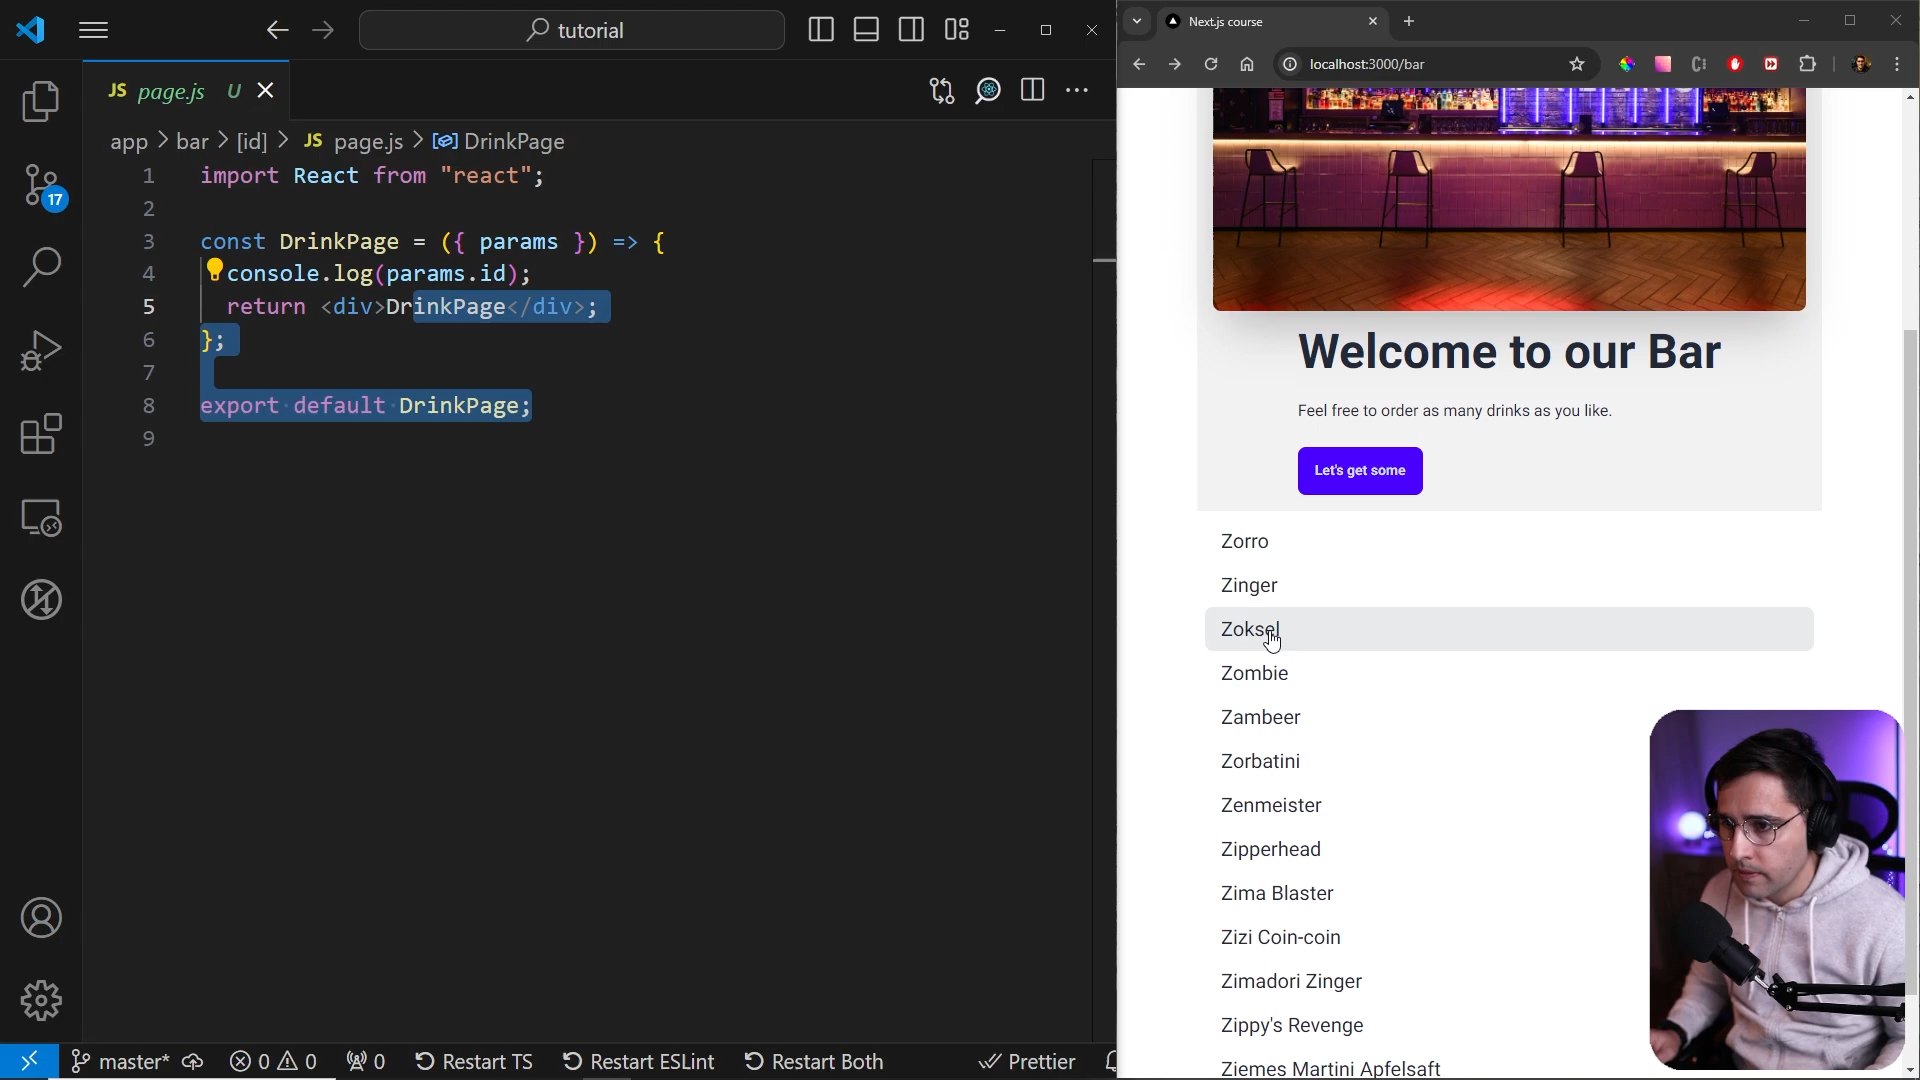 tutorial
JS page.js U
app > bar > [id] > JS page.js > DrinkPage
1 import React from "react";
2
3 const DrinkPage = ({ params }) => {
4 console.log(params.id);
5 return <div>DrinkPage</div>;
6 };
7
8 export default DrinkPage;
9
17
master* 0 0 0 Restart TS Restart ESLint Restart Both Prettier
Next.js course
localhost:3000/bar
Welcome to our Bar
Feel free to order as many drinks as you like.
Let's get some
Zorro
Zinger
Zoksel
Zombie
Zambeer
Zorbatini
Zenmeister
Zipperhead
Zima Blaster
Zizi Coin-coin
Zimadori Zinger
Zippy's Revenge
Ziemes Martini Apfelsaft